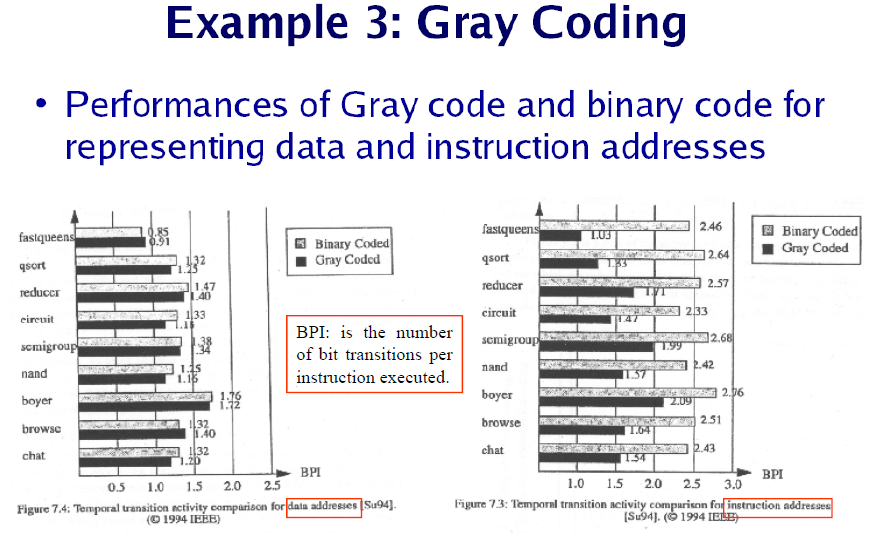 Example 3: Gray Coding
• Performances of Gray code and binary code for
representing data and instruction addresses
fastqueens
0.85
0.91
qsort
1.32
1.25
reducer
1.47
1.40
circuit
1.33
semigroup
1.38
1.34
nand
1.25
1.16
boyer
1.76
1.72
browse
1.32
1.40
chat
1.32
1.20
BPI
0.5 1.0 1.5 2.0 2.5
Binary Coded
Gray Coded
Figure 7.4: Temporal transition activity comparison for data addresses [Su94].
(© 1994 IEEE)
BPI: is the number
of bit transitions per
instruction executed.
fastqueens
2.46
1.03
qsort
2.64
1.33
reducer
2.57
1.71
circuit
2.33
1.47
semigroup
2.68
1.99
nand
2.42
1.57
boyer
2.76
2.09
browse
2.51
1.64
chat
2.43
1.54
BPI
1.0 1.5 2.0 2.5 3.0
Binary Coded
Gray Coded
Figure 7.3: Temporal transition activity comparison for instruction addresses
[Su94]. (© 1994 IEEE)